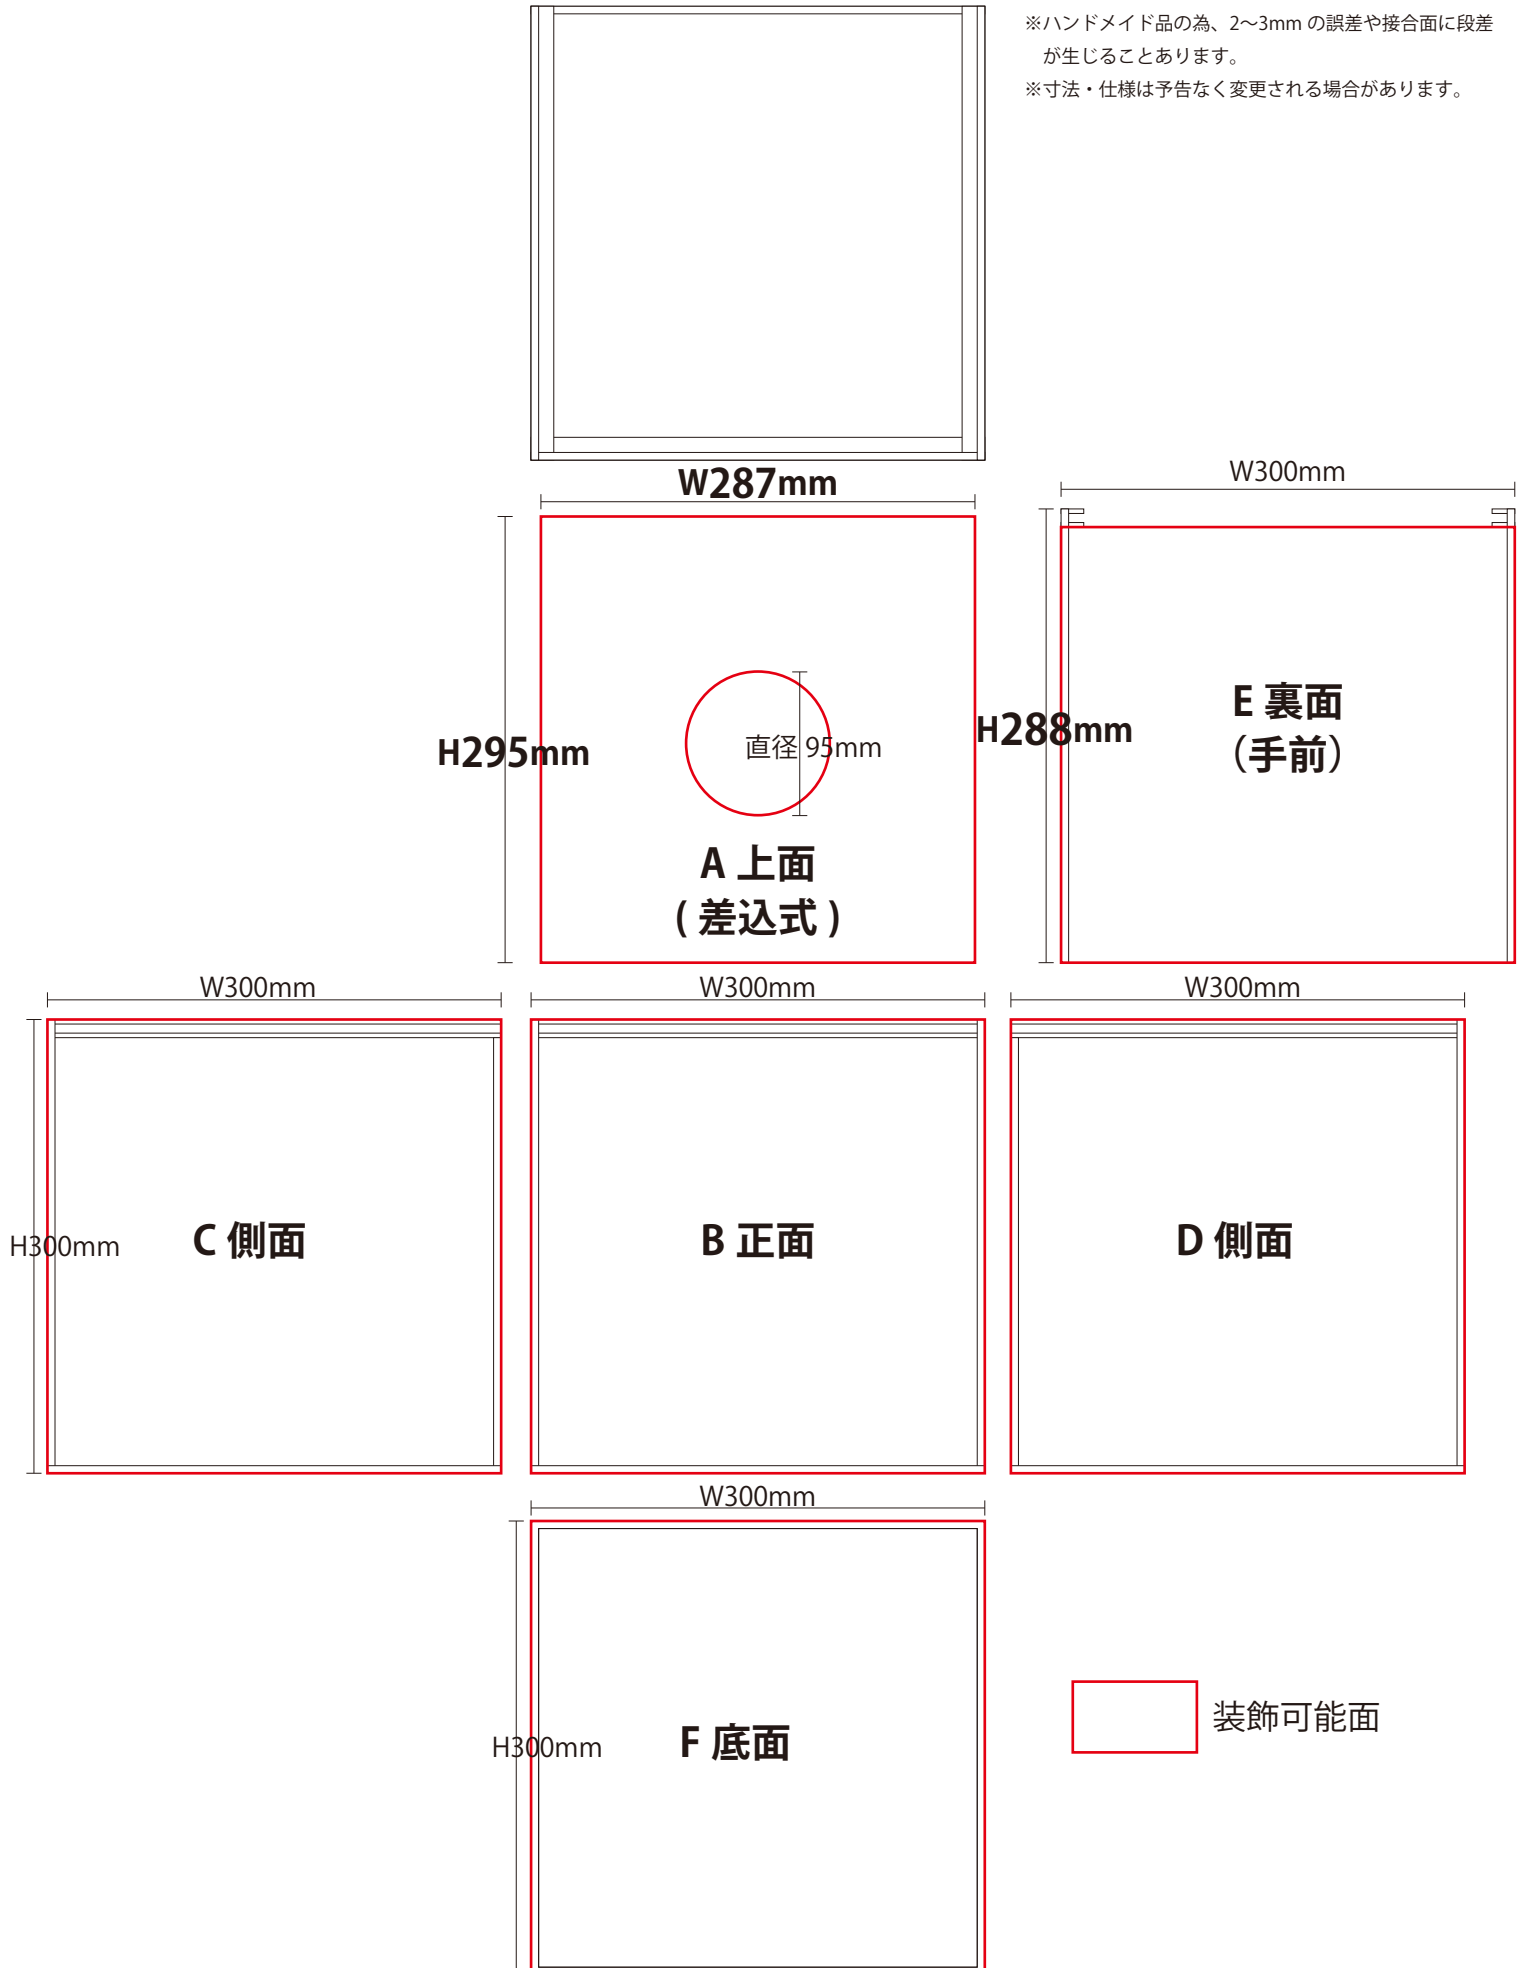 ※ハンドメイド品の為、2〜3mm の誤差や接合面に段差
が生じることあります。
※寸法・仕様は予告なく変更される場合があります。
W287mm
W300mm
H295mm
直径 95mm
A 上面
( 差込式 )
H288mm
E 裏面
（手前）
W300mm
W300mm
W300mm
H300mm
C 側面
B 正面
D 側面
W300mm
H300mm
F 底面
装飾可能面